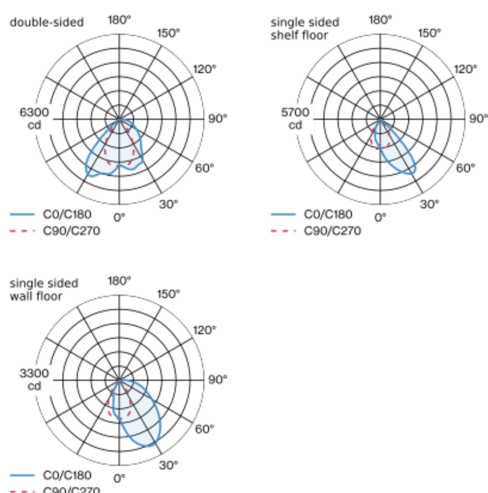 double-sided
180°
150°
120°
6300
cd
90°
60°
30°
0°
C0/C180
C90/C270
single sided
shelf floor
180°
150°
120°
5700
cd
90°
60°
30°
0°
C0/C180
C90/C270
single sided
wall floor
180°
150°
120°
3300
cd
90°
60°
30°
0°
C0/C180
C90/C270